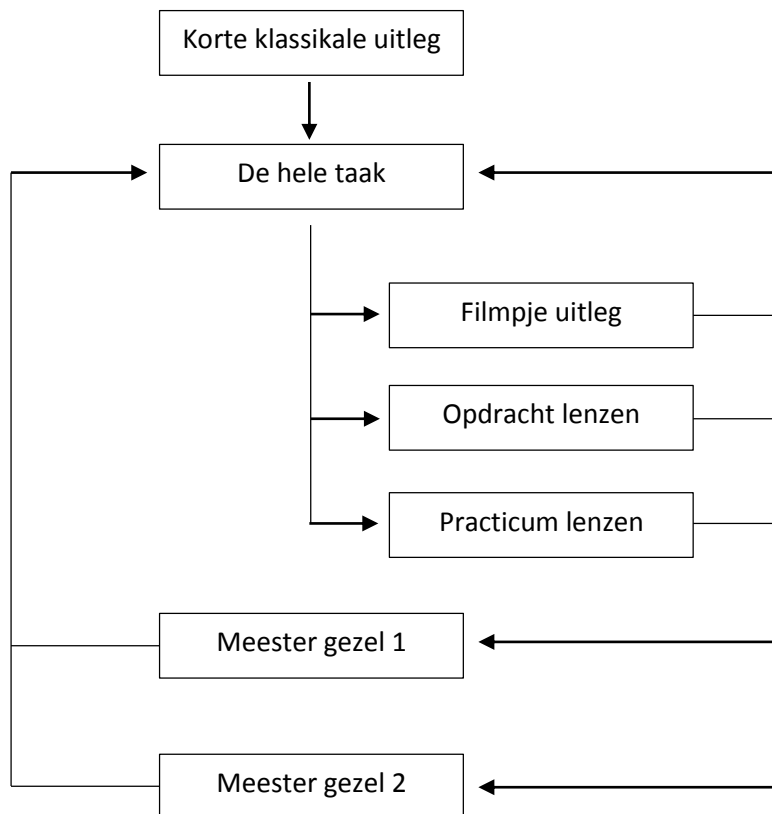 Korte klassikale uitleg
De hele taak
Filmpje uitleg
Opdracht lenzen
Practicum lenzen
Meester gezel 1
Meester gezel 2